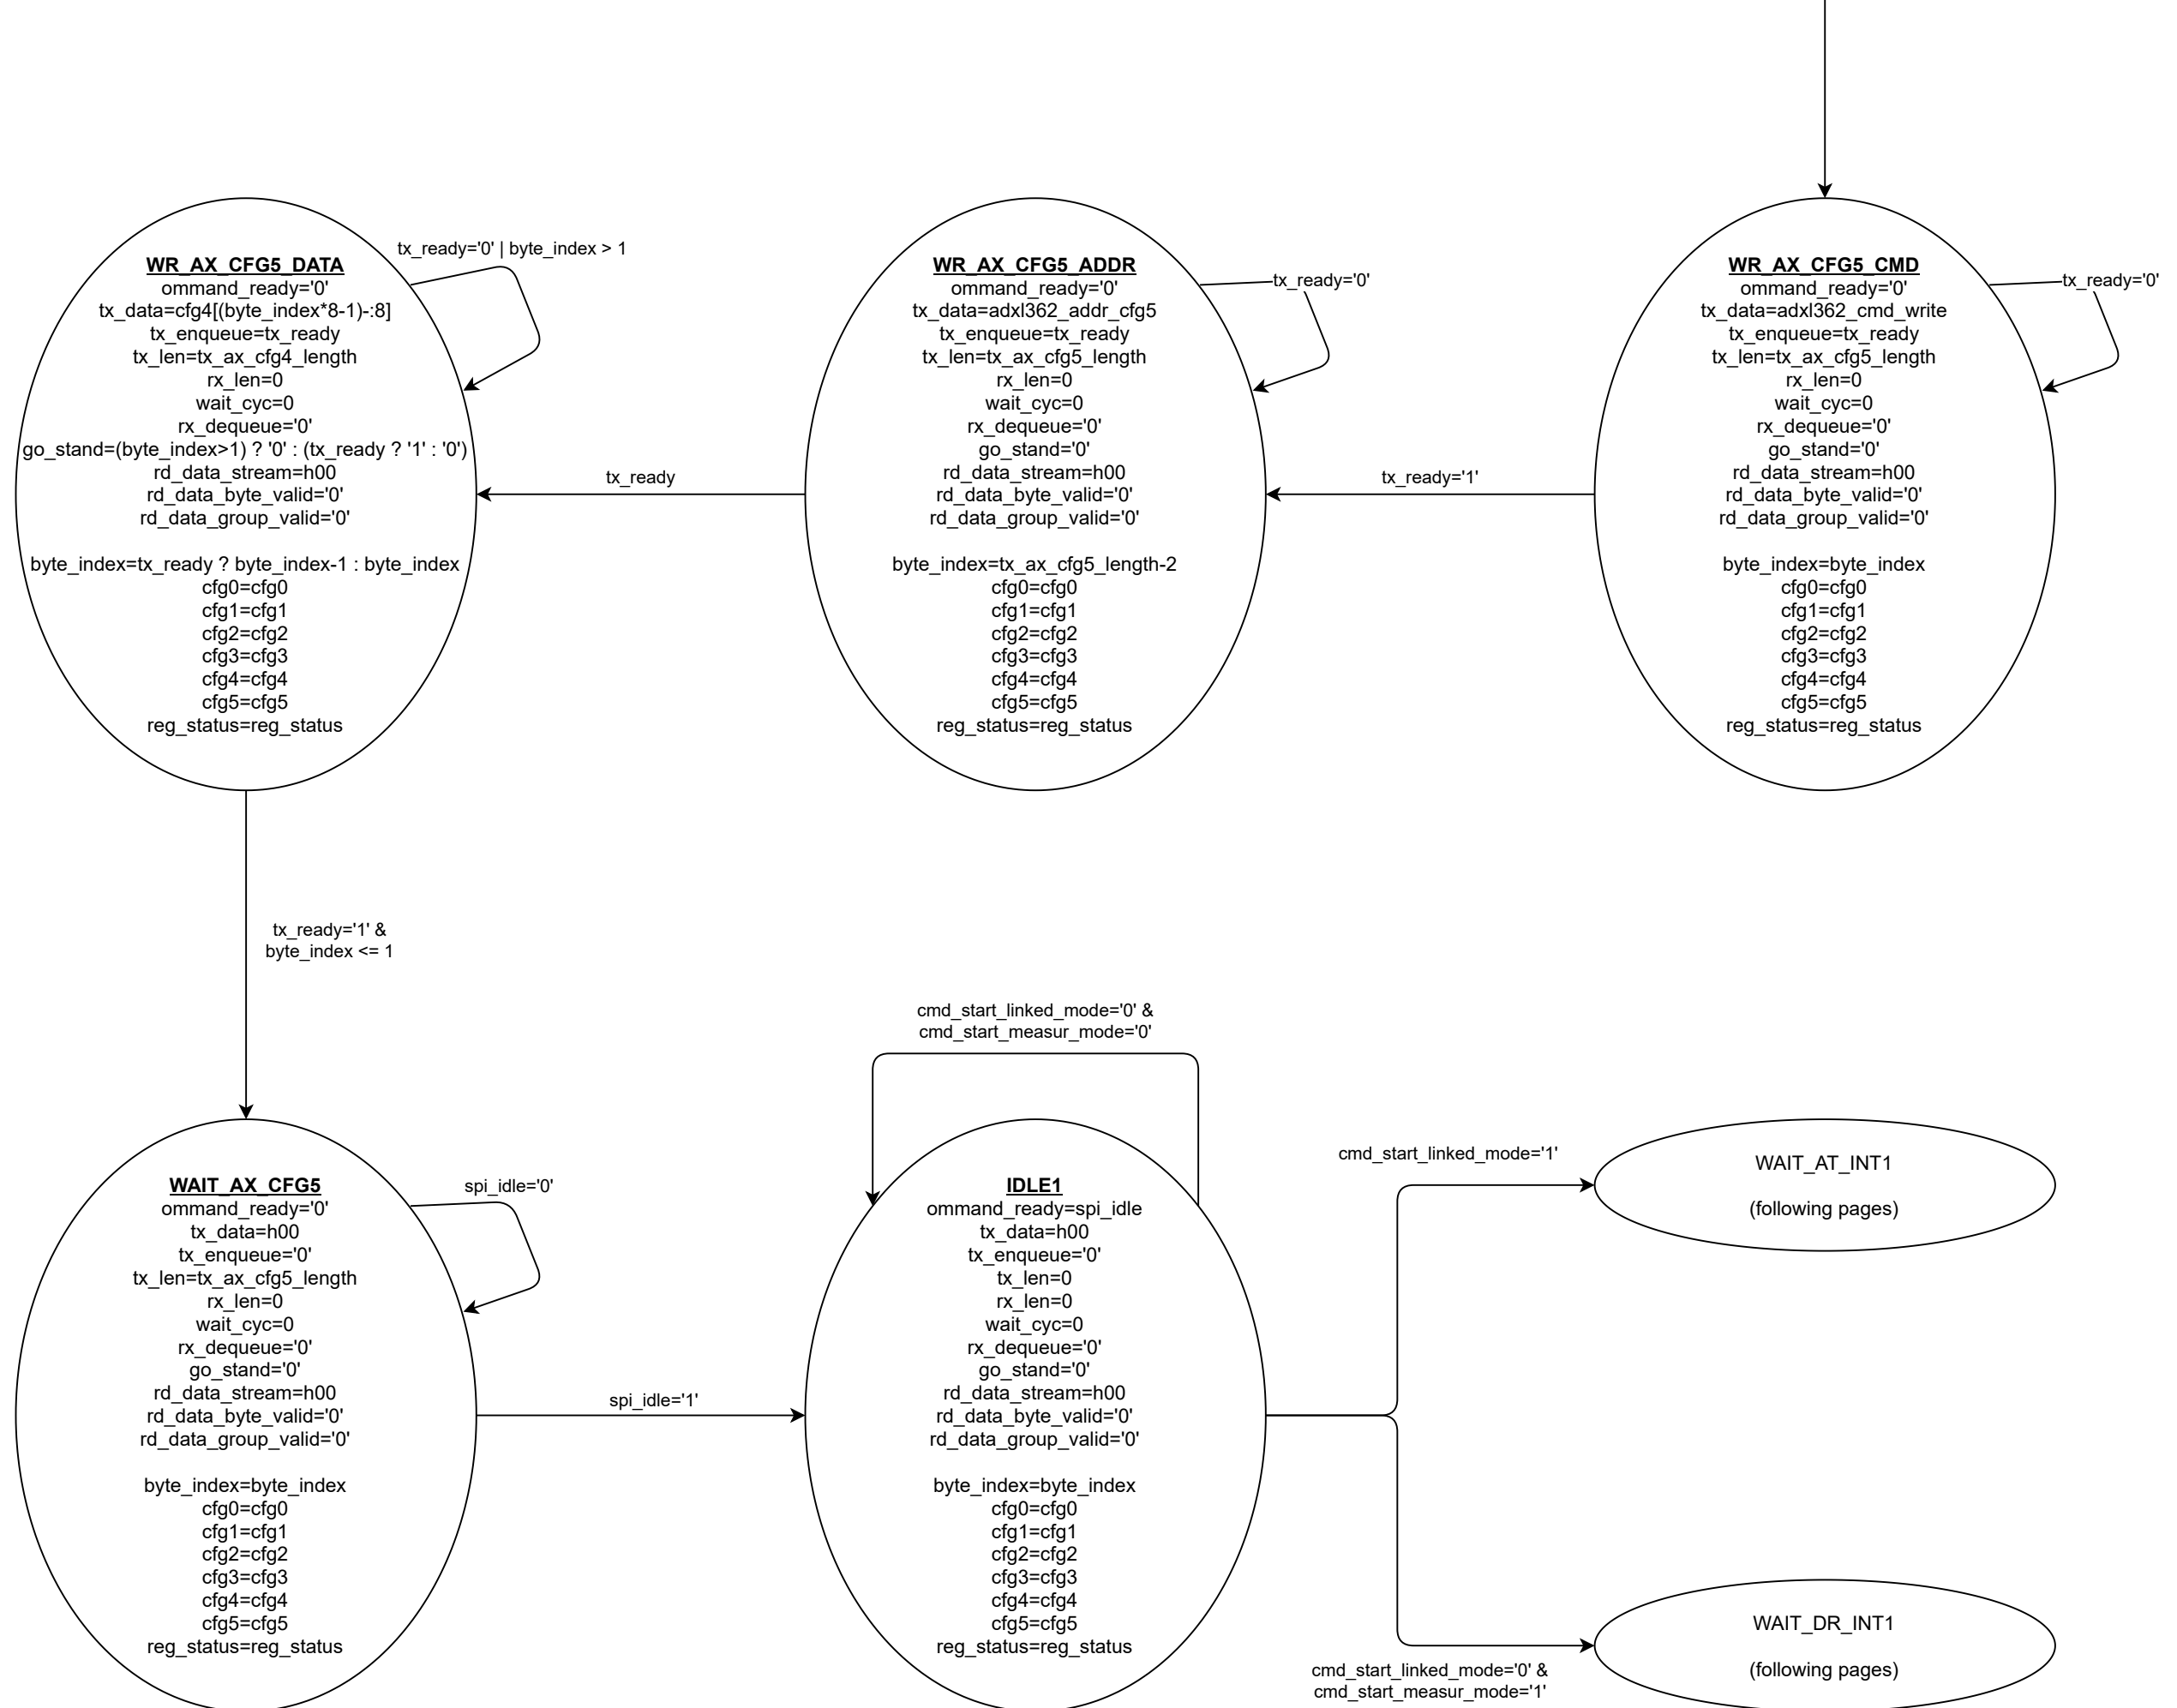 WR_AX_CFG5_DATA
ommand_ready='0'
tx_data=cfg4[(byte_index*8-1)-:8]
tx_enqueue=tx_ready
tx_len=tx_ax_cfg4_length
rx_len=0
wait_cyc=0
rx_dequeue='0'
go_stand=(byte_index>1) ? '0' : (tx_ready ? '1' : '0')
rd_data_stream=h00
rd_data_byte_valid='0'
rd_data_group_valid='0'
byte_index=tx_ready ? byte_index-1 : byte_index
cfg0=cfg0
cfg1=cfg1
cfg2=cfg2
cfg3=cfg3
cfg4=cfg4
cfg5=cfg5
reg_status=reg_status
tx_ready='0' | byte_index > 1
tx_ready
WR_AX_CFG5_ADDR
ommand_ready='0'
tx_data=adxl362_addr_cfg5
tx_enqueue=tx_ready
tx_len=tx_ax_cfg5_length
rx_len=0
wait_cyc=0
rx_dequeue='0'
go_stand='0'
rd_data_stream=h00
rd_data_byte_valid='0'
rd_data_group_valid='0'
byte_index=tx_ax_cfg5_length-2
cfg0=cfg0
cfg1=cfg1
cfg2=cfg2
cfg3=cfg3
cfg4=cfg4
cfg5=cfg5
reg_status=reg_status
tx_ready='0'
tx_ready='1'
WR_AX_CFG5_CMD
ommand_ready='0'
tx_data=adxl362_cmd_write
tx_enqueue=tx_ready
tx_len=tx_ax_cfg5_length
rx_len=0
wait_cyc=0
rx_dequeue='0'
go_stand='0'
rd_data_stream=h00
rd_data_byte_valid='0'
rd_data_group_valid='0'
byte_index=byte_index
cfg0=cfg0
cfg1=cfg1
cfg2=cfg2
cfg3=cfg3
cfg4=cfg4
cfg5=cfg5
reg_status=reg_status
tx_ready='0'
tx_ready='1' &
byte_index <= 1
WAIT_AX_CFG5
ommand_ready='0'
tx_data=h00
tx_enqueue='0'
tx_len=tx_ax_cfg5_length
rx_len=0
wait_cyc=0
rx_dequeue='0'
go_stand='0'
rd_data_stream=h00
rd_data_byte_valid='0'
rd_data_group_valid='0'
byte_index=byte_index
cfg0=cfg0
cfg1=cfg1
cfg2=cfg2
cfg3=cfg3
cfg4=cfg4
cfg5=cfg5
reg_status=reg_status
spi_idle='0'
spi_idle='1'
cmd_start_linked_mode='0' &
cmd_start_measur_mode='0'
IDLE1
ommand_ready=spi_idle
tx_data=h00
tx_enqueue='0'
tx_len=0
rx_len=0
wait_cyc=0
rx_dequeue='0'
go_stand='0'
rd_data_stream=h00
rd_data_byte_valid='0'
rd_data_group_valid='0'
byte_index=byte_index
cfg0=cfg0
cfg1=cfg1
cfg2=cfg2
cfg3=cfg3
cfg4=cfg4
cfg5=cfg5
reg_status=reg_status
cmd_start_linked_mode='1'
WAIT_AT_INT1
(following pages)
cmd_start_linked_mode='0' &
cmd_start_measur_mode='1'
WAIT_DR_INT1
(following pages)